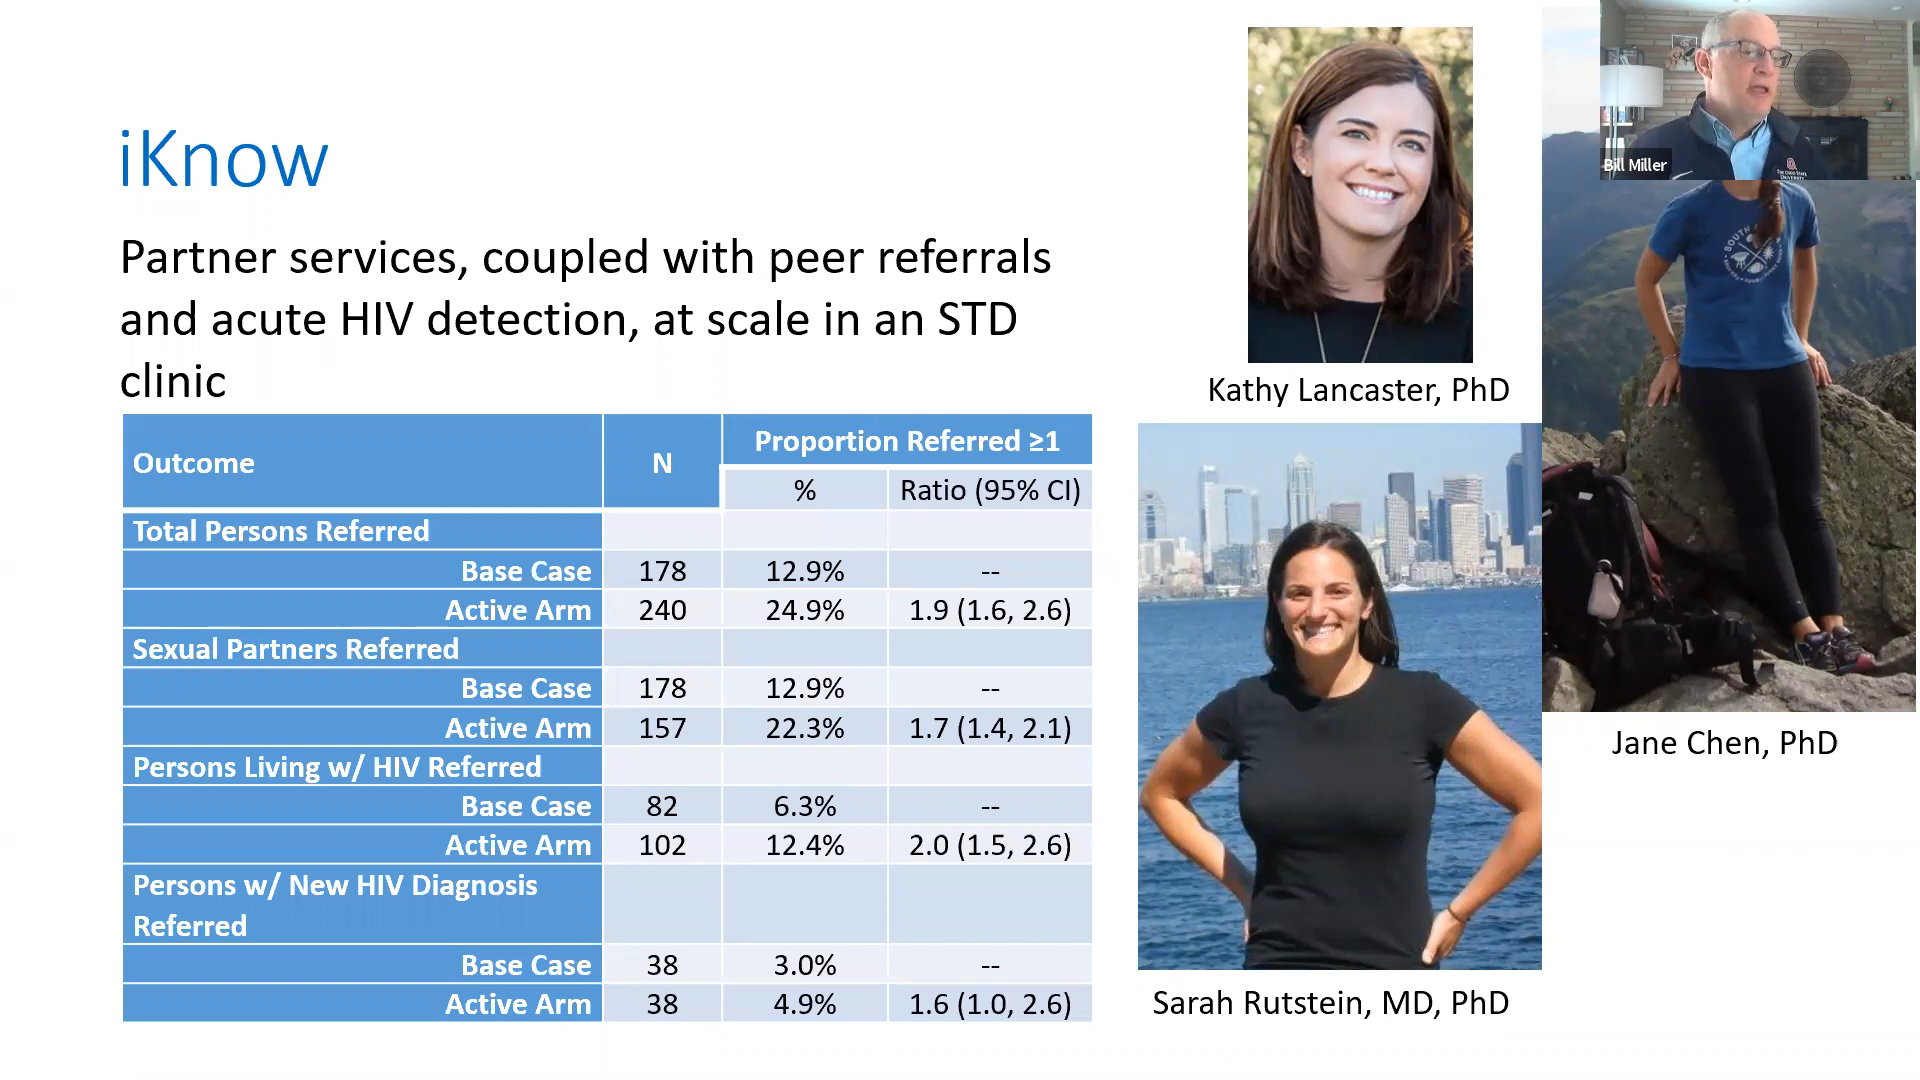 iKnow
Partner services, coupled with peer referrals
and acute HIV detection, at scale in an STD
clinic
Outcome N Proportion Referred ≥1
% Ratio (95% CI)
Total Persons Referred
Base Case 178 12.9% --
Active Arm 240 24.9% 1.9 (1.6, 2.6)
Sexual Partners Referred
Base Case 178 12.9% --
Active Arm 157 22.3% 1.7 (1.4, 2.1)
Persons Living w/ HIV Referred
Base Case 82 6.3% --
Active Arm 102 12.4% 2.0 (1.5, 2.6)
Persons w/ New HIV Diagnosis
Referred
Base Case 38 3.0% --
Active Arm 38 4.9% 1.6 (1.0, 2.6)
Kathy Lancaster, PhD
Sarah Rutstein, MD, PhD
Jane Chen, PhD
Bill Miller
THE OHIO STATE
UNIVERSITY
SOUTH